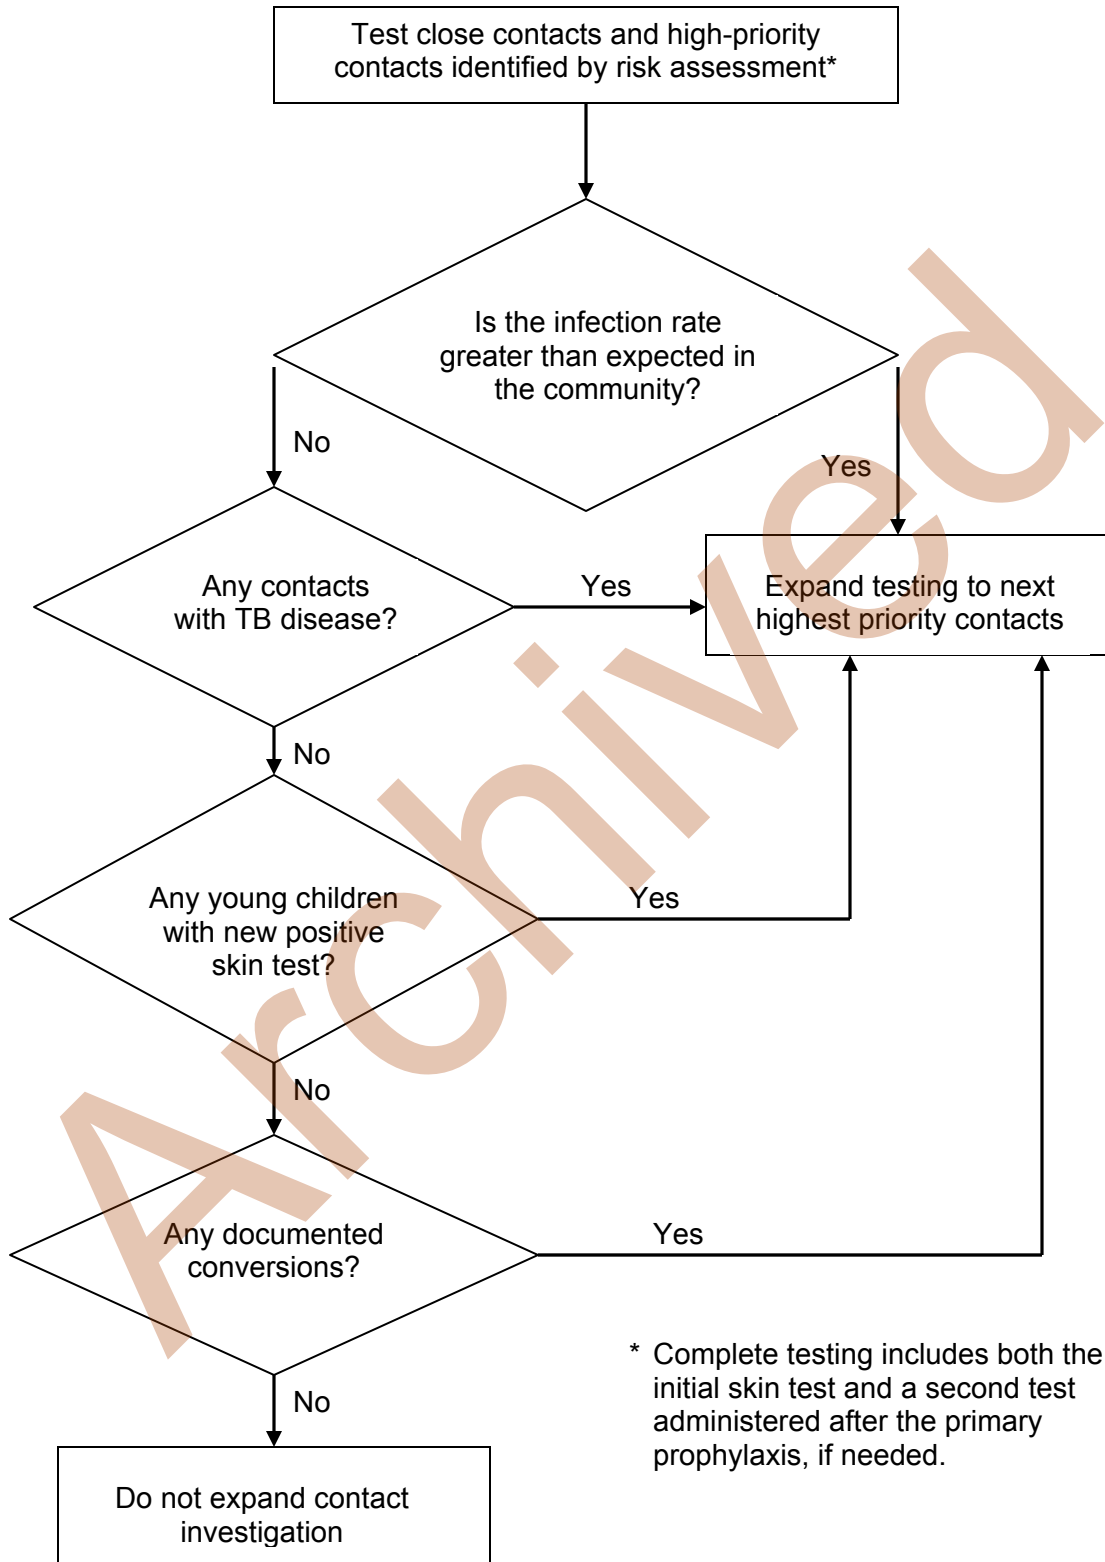 Test close contacts and high-priority
contacts identified by risk assessment*
Is the infection rate
greater than expected in
the community?
No
Yes
Any contacts
with TB disease?
Yes
Expand testing to next
highest priority contacts
No
Any young children
with new positive
skin test?
Yes
No
Any documented
conversions?
Yes
No
* Complete testing includes both the
initial skin test and a second test
administered after the primary
prophylaxis, if needed.
Do not expand contact
investigation
Archived